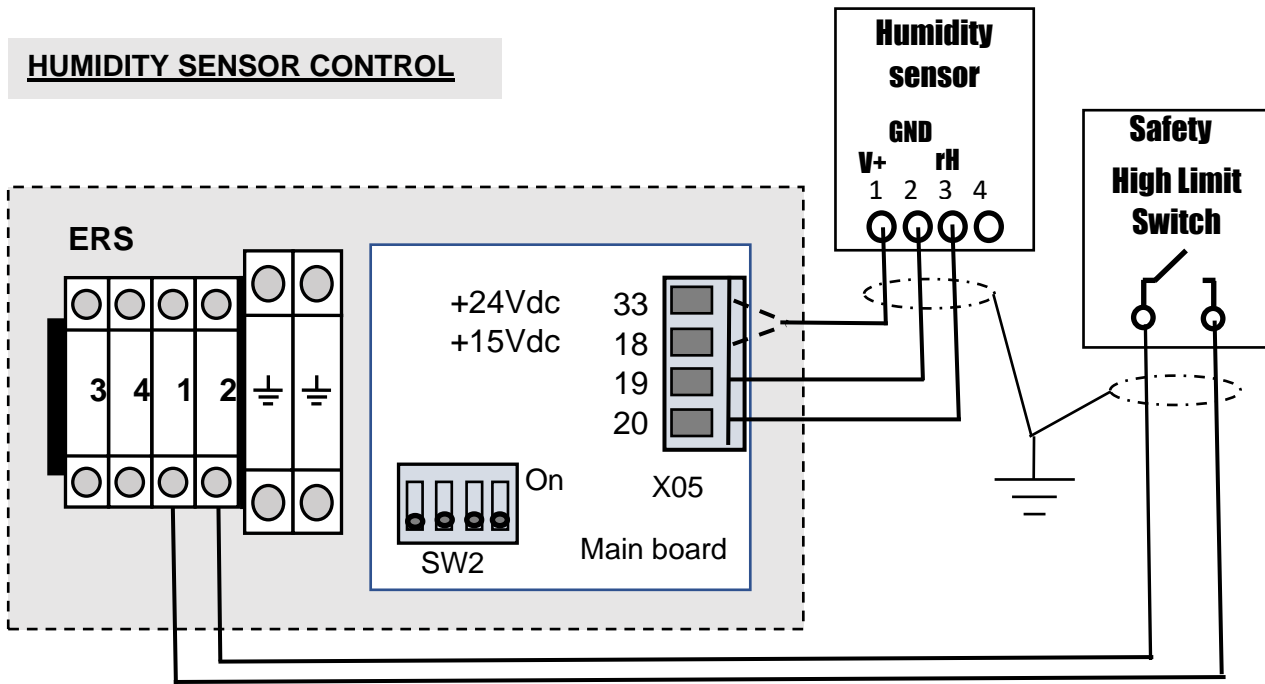 HUMIDITY SENSOR CONTROL
Humidity
sensor
GND
V+ rH
1 2 3 4
Safety
High Limit
Switch
ERS
3 4 1 2
+24Vdc 33
+15Vdc 18
19
20
On
X05
SW2
Main board